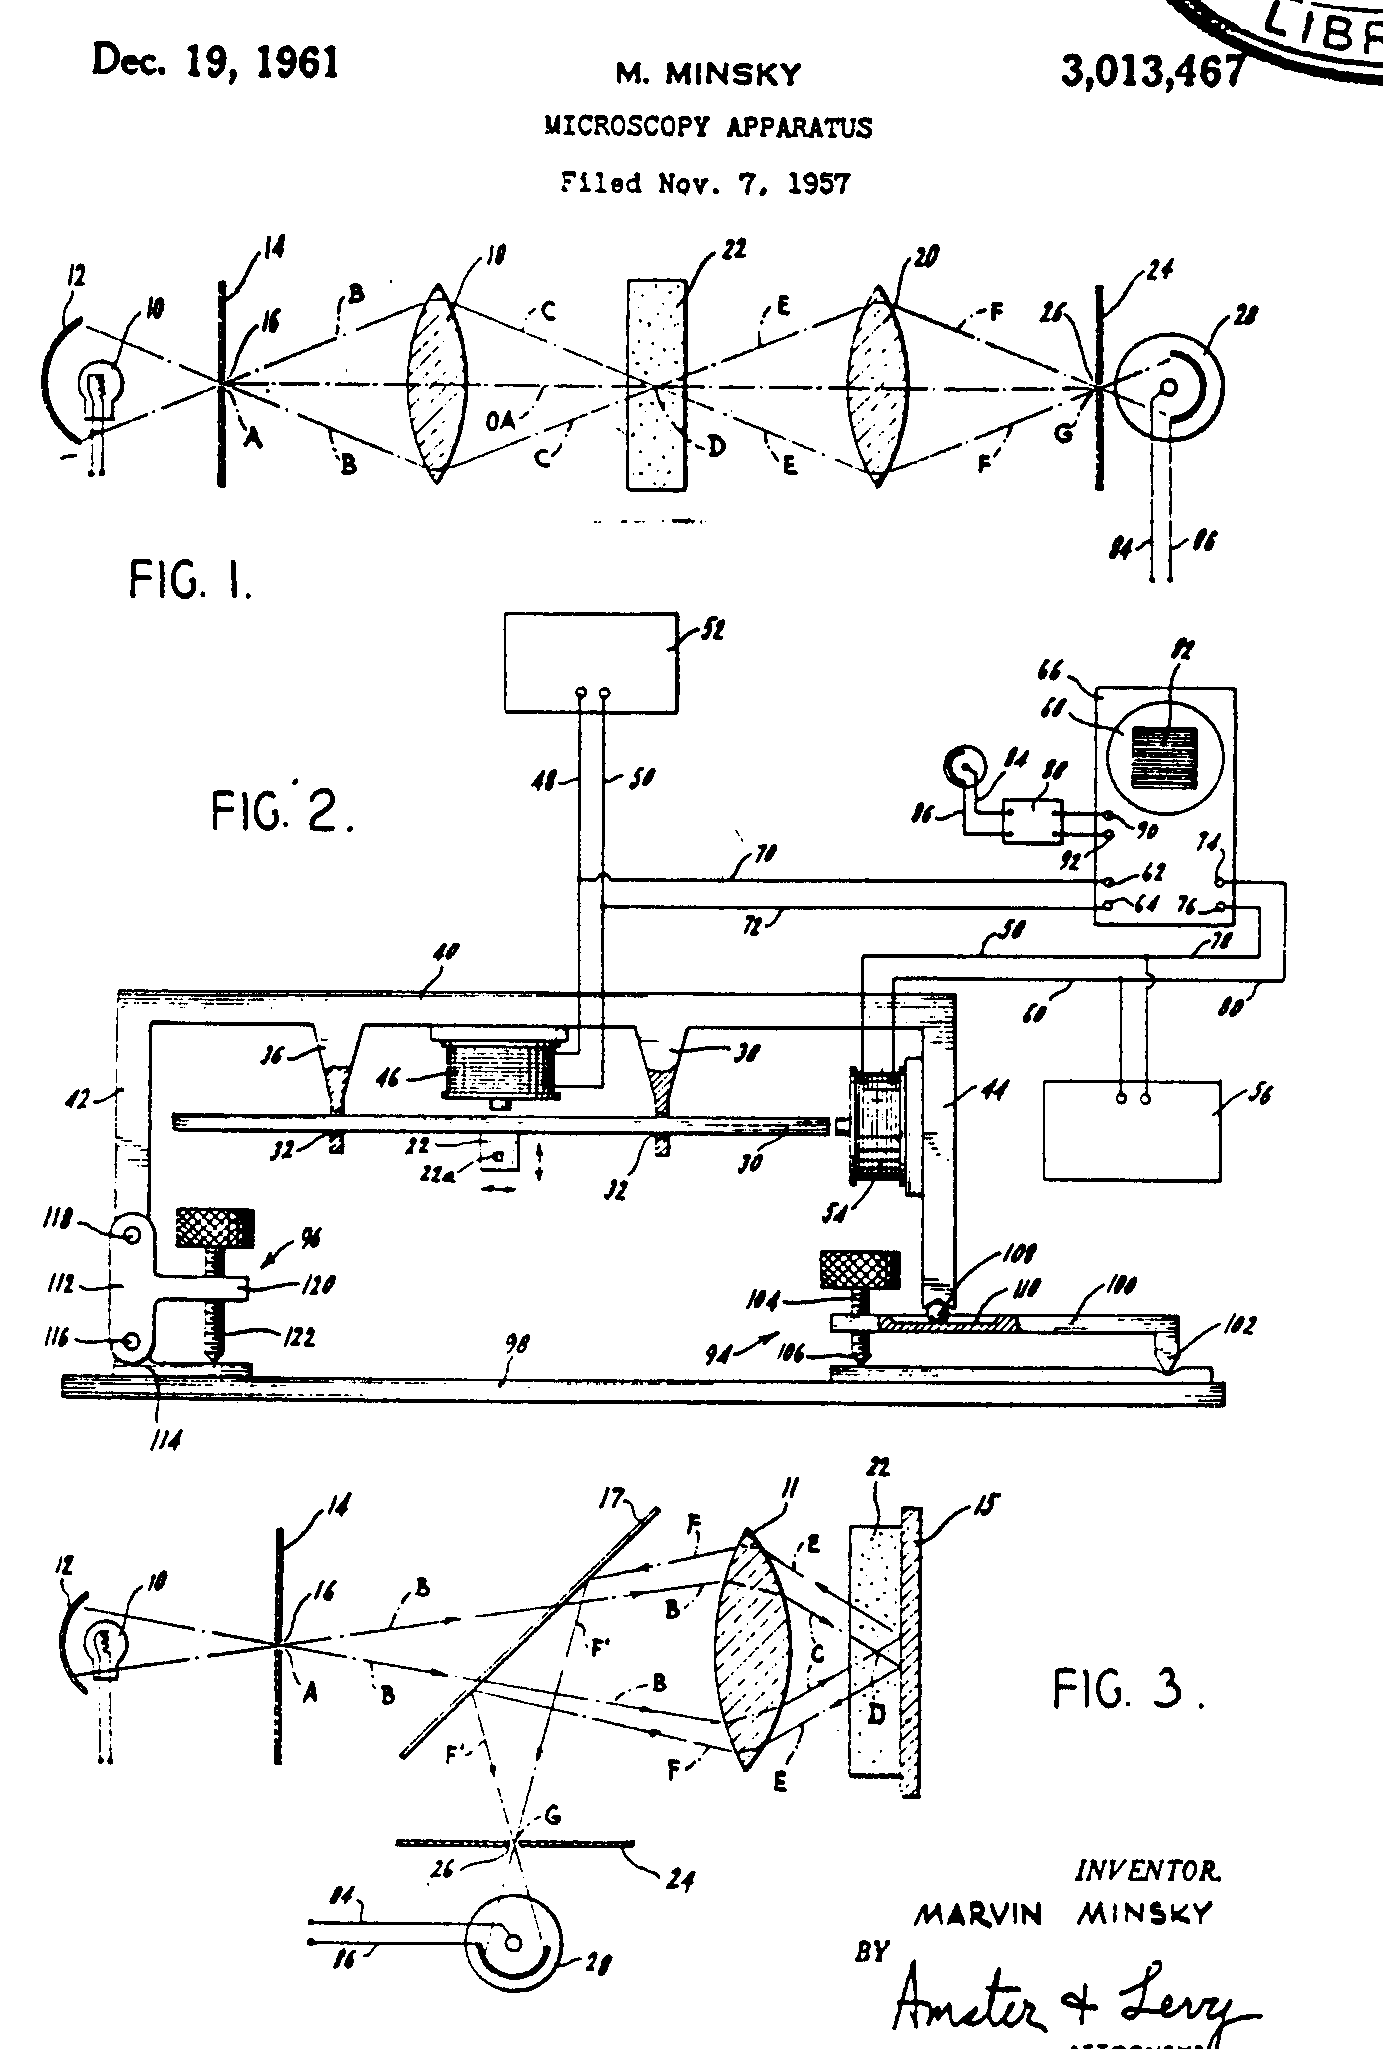 LIBR
Dec. 19, 1961 M. MINSKY 3,013,467
MICROSCOPY APPARATUS
Filed Nov. 7, 1957
12 10 14 16 A B B 18 C C OA 22 D E E 20 F F 26 G 24 28
84 86
FIG. 1.
52
48 50
FIG. 2.
66 82
68
84 88
86 90
92 74
70 62
72 64 76
58 78
60 80
40
36 46 38
42 44 56
32 22 30
22a 32
54
118 96 108
112 120 104 110 100
116 122 94 106 102
98
114
22
14 17 F 11 E 15
12 10 16 B B
F' C
A B B D
F' F E
FIG. 3.
G
26 24
84
86 28
INVENTOR.
MARVIN MINSKY
BY
Amster & Levy